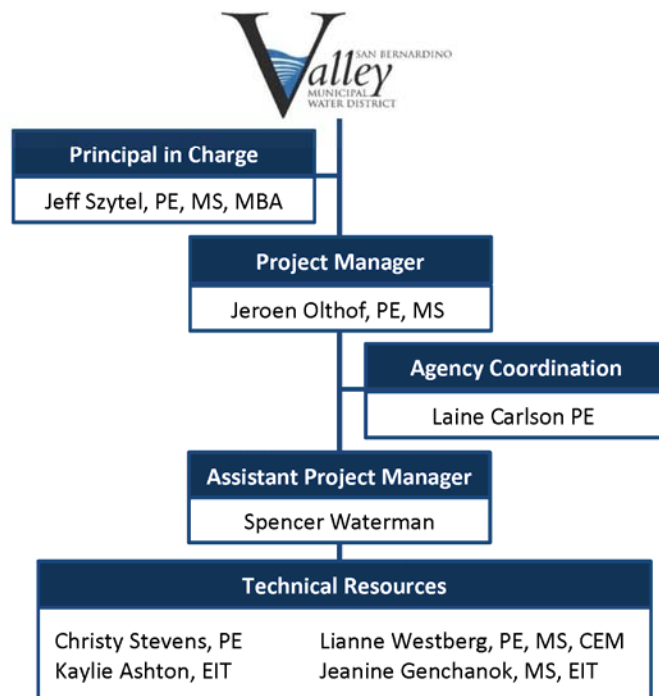 SAN BERNARDINO
Valley
MUNICIPAL
WATER DISTRICT
Principal in Charge
Jeff Szytel, PE, MS, MBA
Project Manager
Jeroen Olthof, PE, MS
Agency Coordination
Laine Carlson PE
Assistant Project Manager
Spencer Waterman
Technical Resources
Christy Stevens, PE
Lianne Westberg, PE, MS, CEM
Kaylie Ashton, EIT
Jeanine Genchanok, MS, EIT